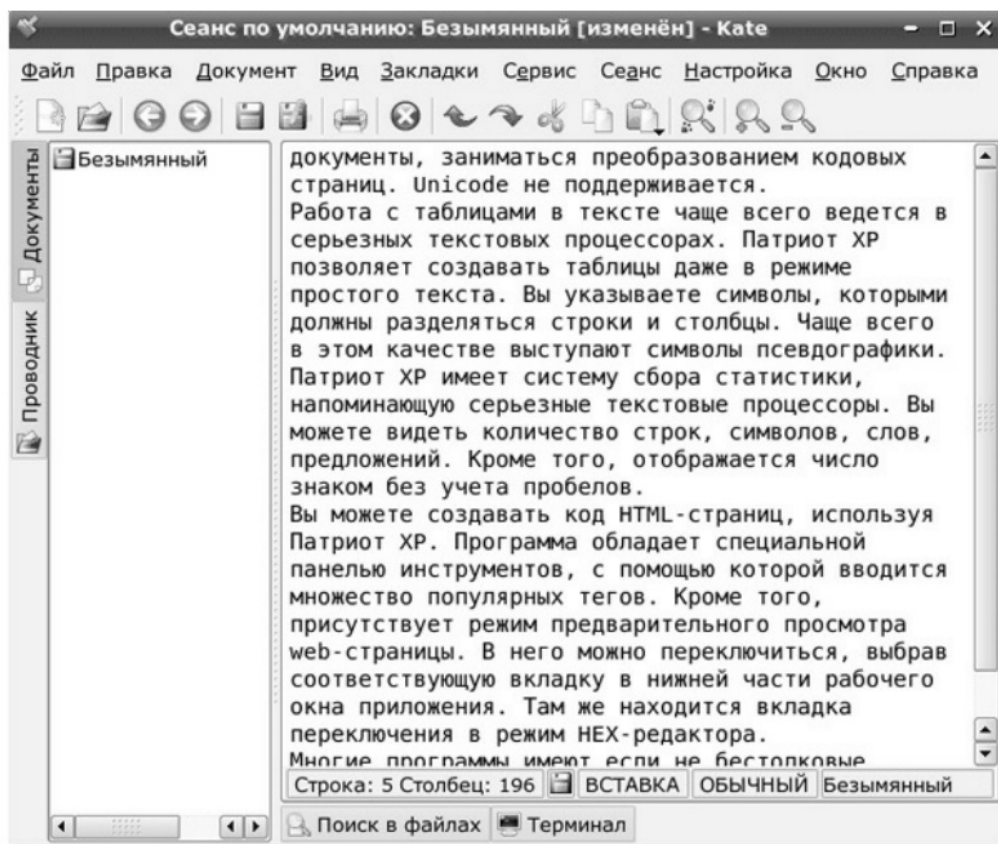 Сеанс по умолчанию: Безымянный [изменён] - Kate
Файл Правка Документ Вид Закладки Сервис Сеанс Настройка Окно Справка
Документы
Проводник
Безымянный
документы, заниматься преобразованием кодовых
страниц. Unicode не поддерживается.
Работа с таблицами в тексте чаще всего ведется в
серьезных текстовых процессорах. Патриот XP
позволяет создавать таблицы даже в режиме
простого текста. Вы указываете символы, которыми
должны разделяться строки и столбцы. Чаще всего
в этом качестве выступают символы псевдографики.
Патриот XP имеет систему сбора статистики,
напоминающую серьезные текстовые процессоры. Вы
можете видеть количество строк, символов, слов,
предложений. Кроме того, отображается число
знаком без учета пробелов.
Вы можете создавать код HTML-страниц, используя
Патриот XP. Программа обладает специальной
панелью инструментов, с помощью которой вводится
множество популярных тегов. Кроме того,
присутствует режим предварительного просмотра
web-страницы. В него можно переключиться, выбрав
соответствующую вкладку в нижней части рабочего
окна приложения. Там же находится вкладка
переключения в режим HEX-редактора.
Многие программы имеют если не бестолковые
Строка: 5 Столбец: 196 ВСТАВКА ОБЫЧНЫЙ Безымянный
Поиск в файлах Терминал